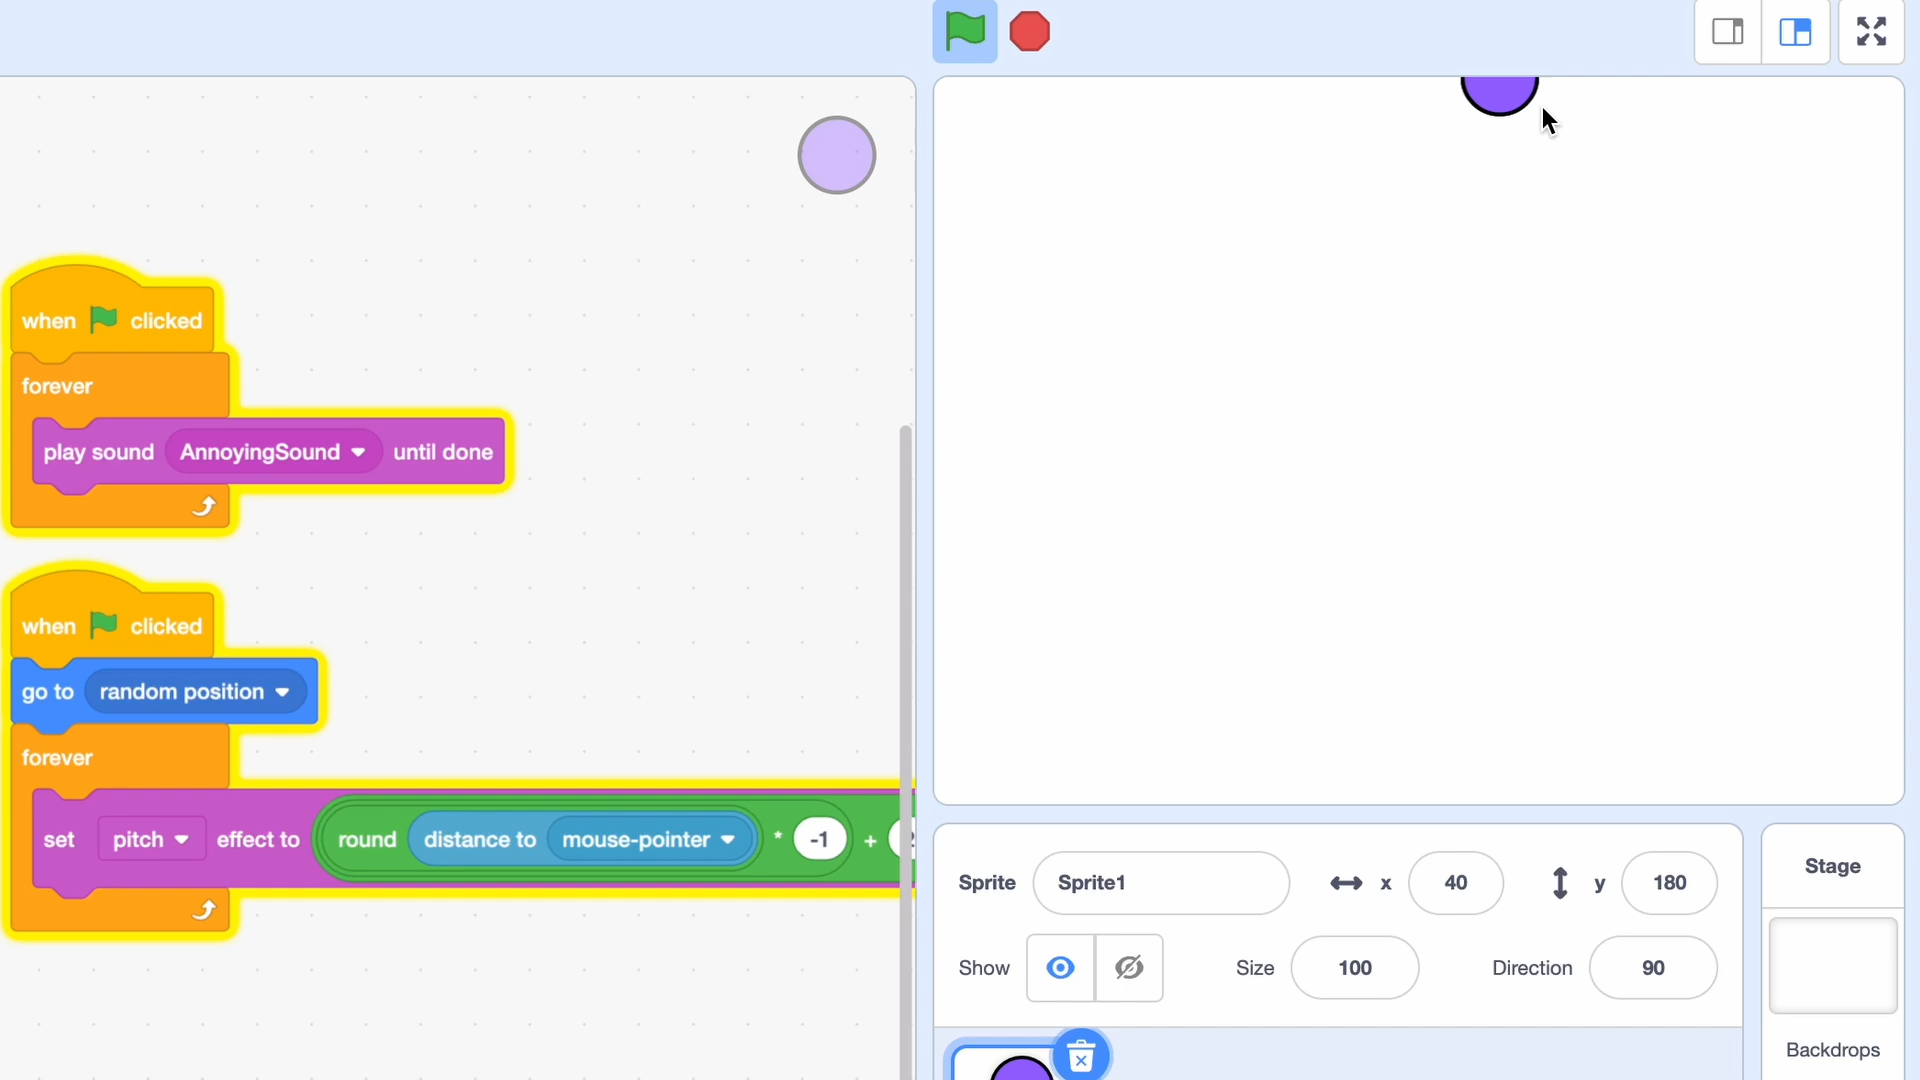 when clicked
forever
play sound AnnoyingSound until done
when clicked
go to random position
forever
set pitch effect to round distance to mouse-pointer * -1 +
Sprite Sprite1 x 40 y 180
Show Size 100 Direction 90
Stage
Backdrops